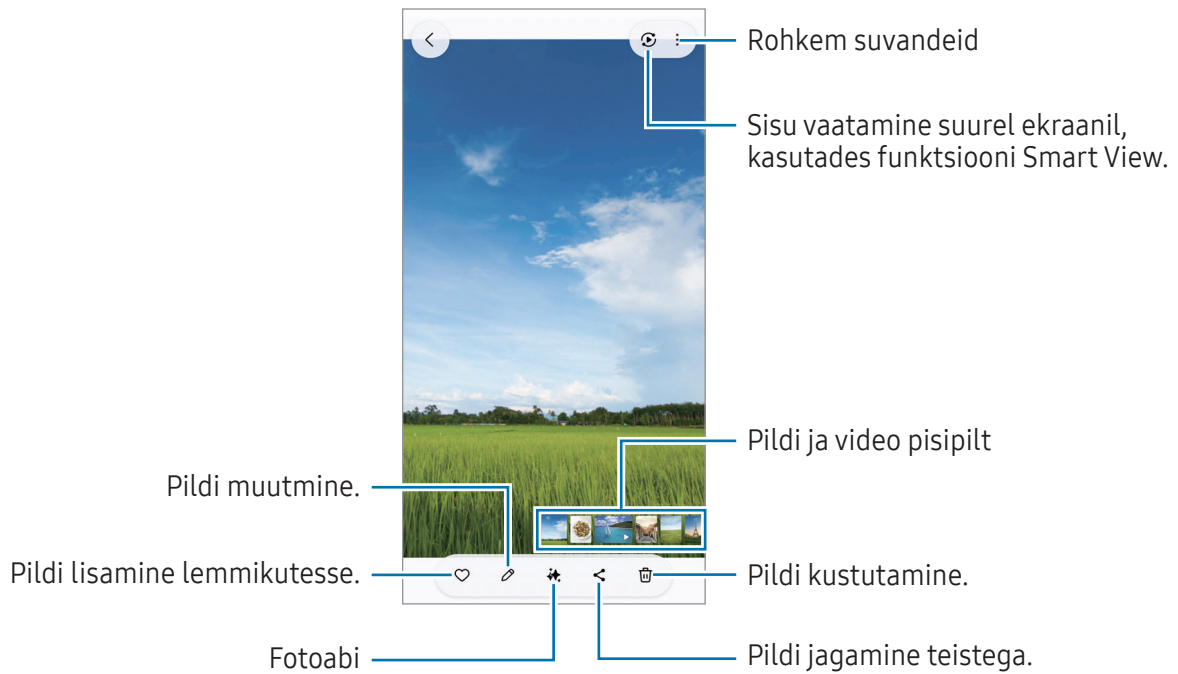 Rohkem suvandeid
Sisu vaatamine suurel ekraanil,
kasutades funktsiooni Smart View.
Pildi ja video pisipilt
Pildi muutmine.
Pildi lisamine lemmikutesse.
Pildi kustutamine.
Fotoabi
Pildi jagamine teistega.